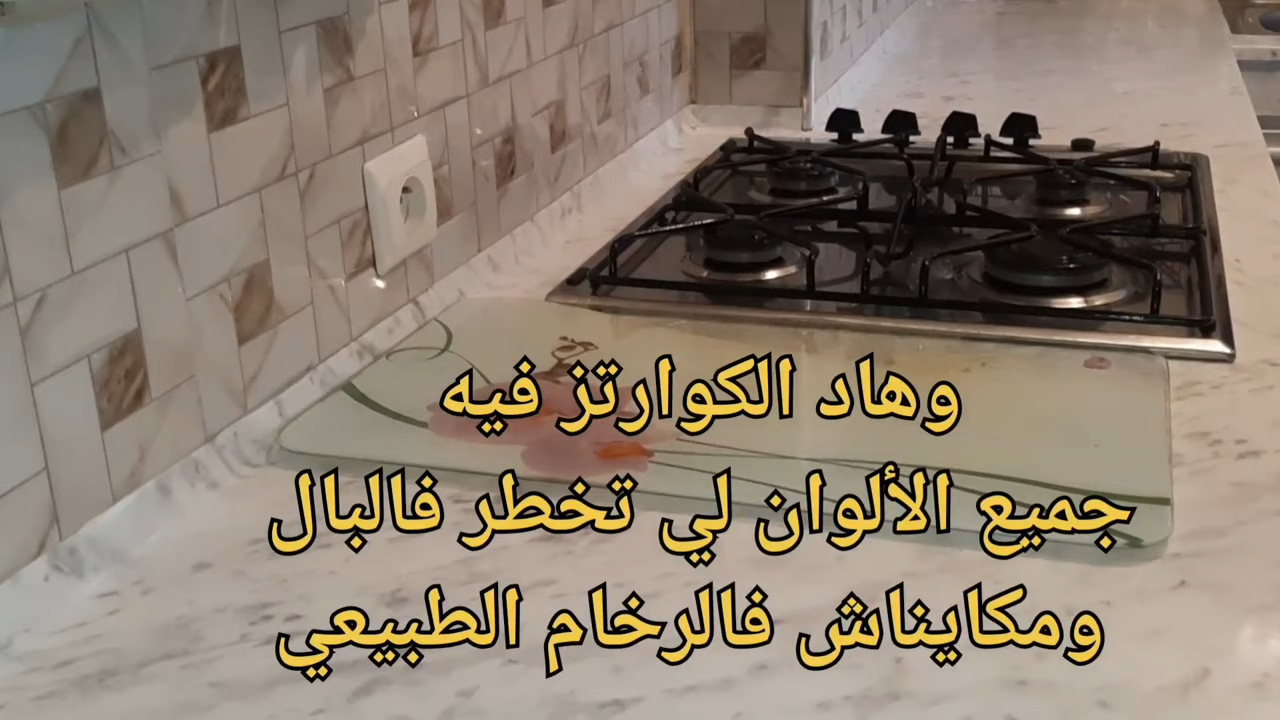 وهاد الكوارتز فيه
جميع الألوان لي تخطر فالبال
ومكايناش فالرخام الطبيعي